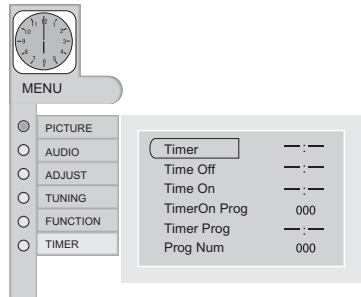 MENU
PICTURE
AUDIO
ADJUST
TUNING
FUNCTION
TIMER
Timer —:—
Time Off —:—
Time On —:—
TimerOn Prog 000
Timer Prog —:—
Prog Num 000